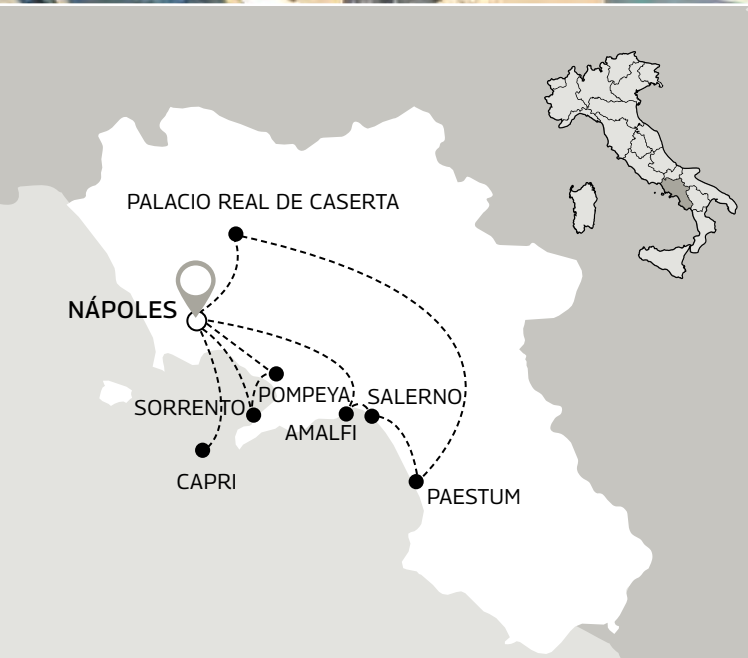 PALACIO REAL DE CASERTA
NÁPOLES
POMPEYA
SALERNO
SORRENTO
AMALFI
CAPRI
PAESTUM